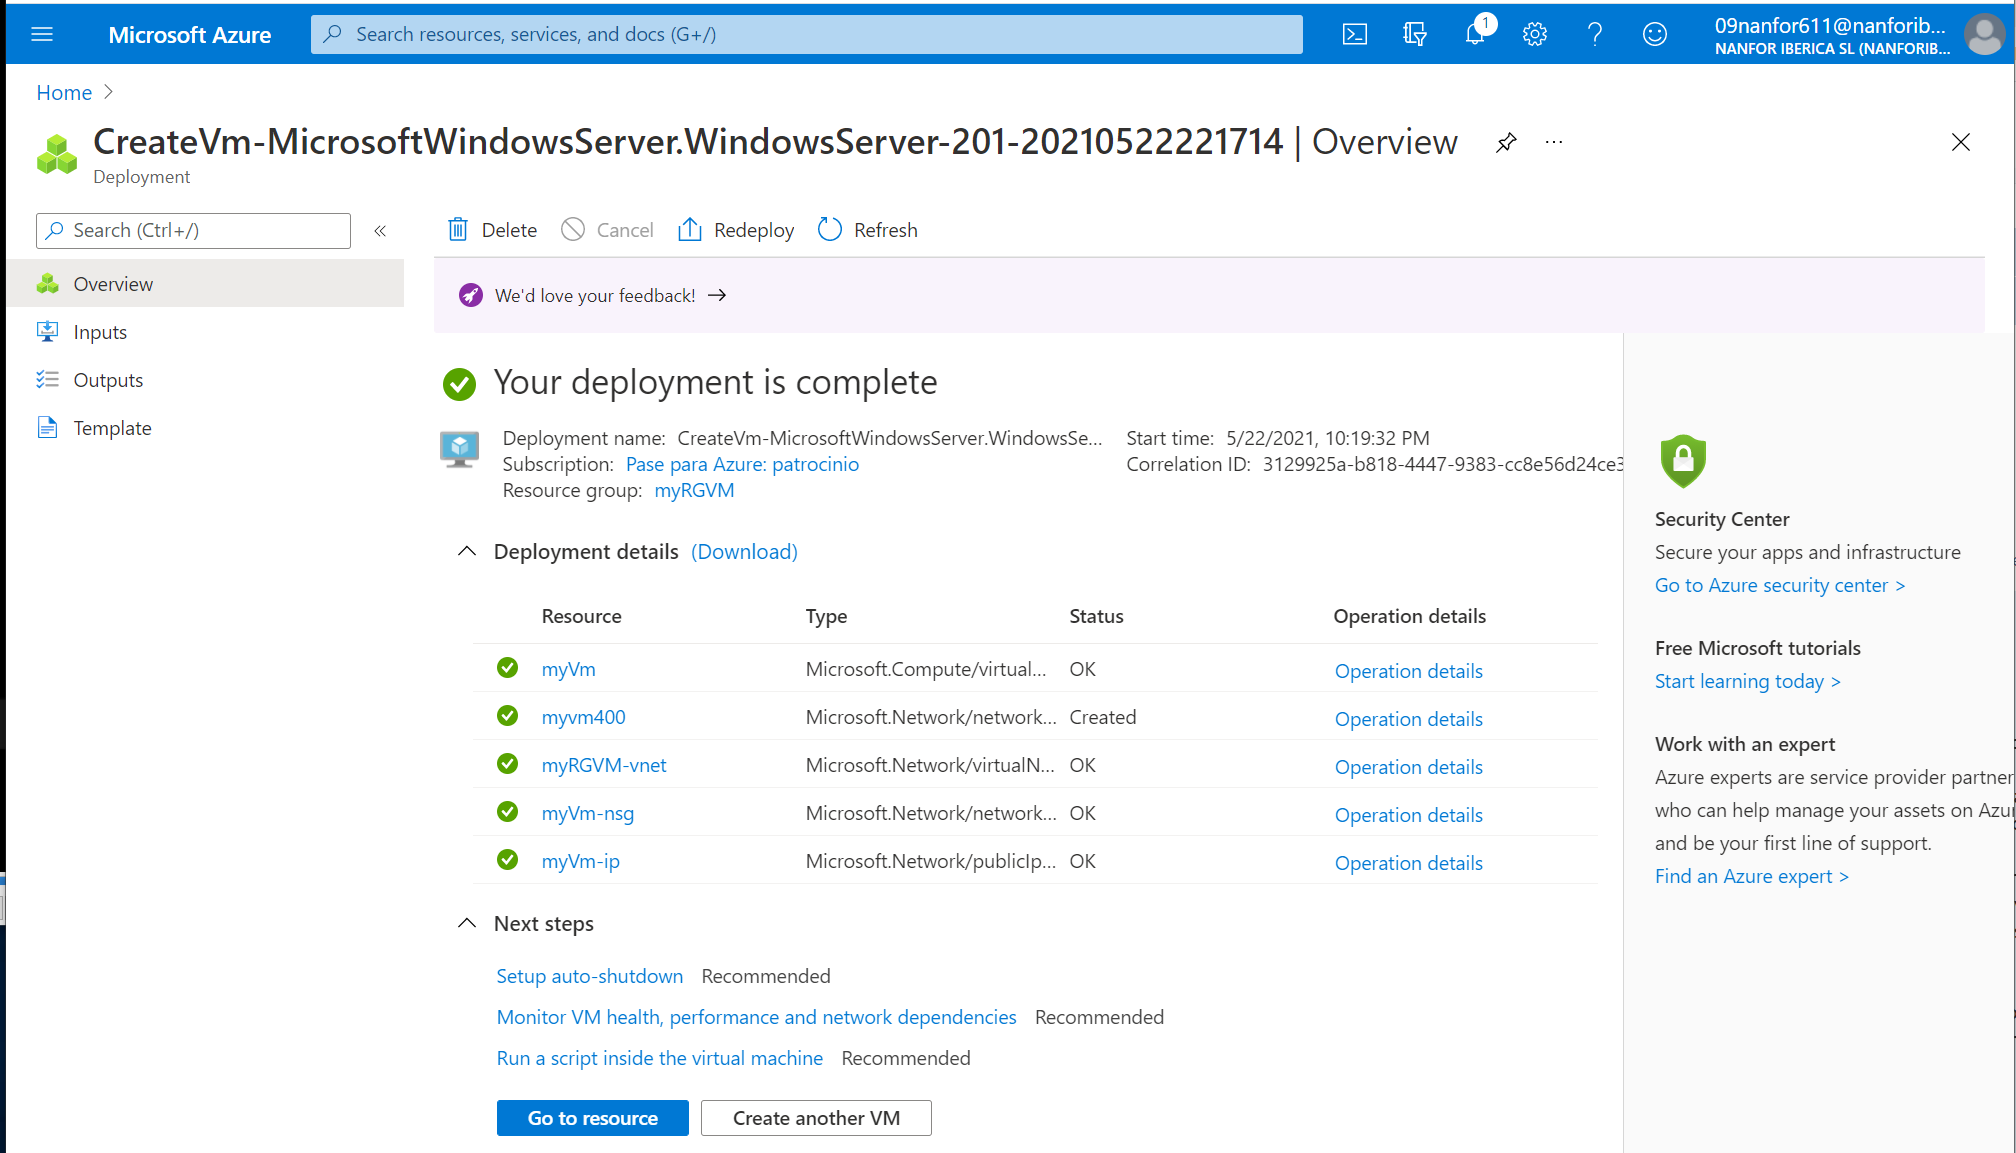 Microsoft Azure
Search resources, services, and docs (G+/)
1
09nanfor611@nanforib...
NANFOR IBERICA SL (NANFORIB...
Home >
CreateVm-MicrosoftWindowsServer.WindowsServer-201-20210522221714 | Overview
...
Deployment
Search (Ctrl+/)
«
Delete
Cancel
Redeploy
Refresh
Overview
Inputs
Outputs
Template
We'd love your feedback! →
Your deployment is complete
Deployment name: CreateVm-MicrosoftWindowsServer.WindowsSe...
Subscription: Pase para Azure: patrocinio
Resource group: myRGVM
Start time: 5/22/2021, 10:19:32 PM
Correlation ID: 3129925a-b818-4447-9383-cc8e56d24ce3
Deployment details (Download)
Resource Type Status Operation details
myVm Microsoft.Compute/virtual... OK Operation details
myvm400 Microsoft.Network/network... Created Operation details
myRGVM-vnet Microsoft.Network/virtualN... OK Operation details
myVm-nsg Microsoft.Network/network... OK Operation details
myVm-ip Microsoft.Network/publicIp... OK Operation details
Next steps
Setup auto-shutdown Recommended
Monitor VM health, performance and network dependencies Recommended
Run a script inside the virtual machine Recommended
Go to resource
Create another VM
Security Center
Secure your apps and infrastructure
Go to Azure security center >
Free Microsoft tutorials
Start learning today >
Work with an expert
Azure experts are service provider partner
who can help manage your assets on Azu
and be your first line of support.
Find an Azure expert >